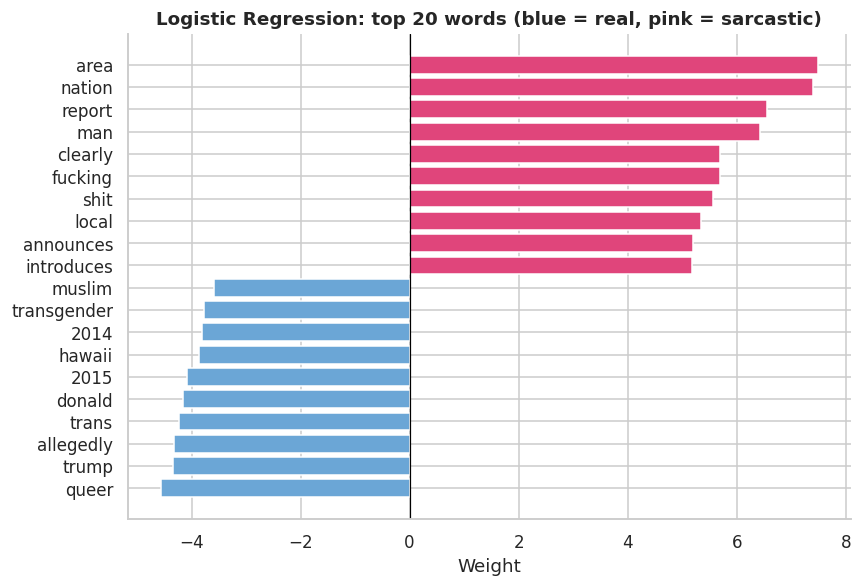 Logistic Regression: top 20 words (blue = real, pink = sarcastic)
area
nation
report
man
clearly
fucking
shit
local
announces
introduces
muslim
transgender
2014
hawaii
2015
donald
trans
allegedly
trump
queer
−4 −2 0 2 4 6 8
Weight